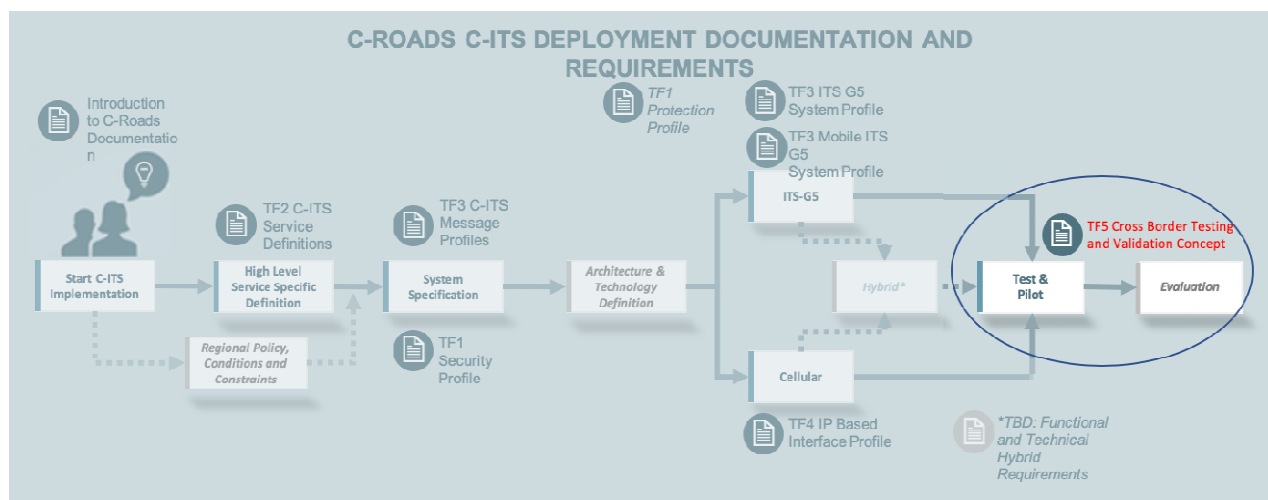 C-ROADS C-ITS DEPLOYMENT DOCUMENTATION AND
REQUIREMENTS
Introduction
to C-Roads
Documentatio
n
TF1
Protection
Profile
TF3 ITS G5
System Profile
TF3 Mobile ITS
G5
System Profile
TF2 C-ITS
Service
Definitions
TF3 C-ITS
Message
Profiles
ITS-G5
TF5 Cross Border Testing
and Validation Concept
Start C-ITS
Implementation
High Level
Service Specific
Definition
System
Specification
Architecture &
Technology
Definition
Hybrid*
Test &
Pilot
Evaluation
Regional Policy,
Conditions and
Constraints
TF1
Security
Profile
Cellular
TF4 IP Based
Interface Profile
*TBD: Functional
and Technical
Hybrid
Requirements